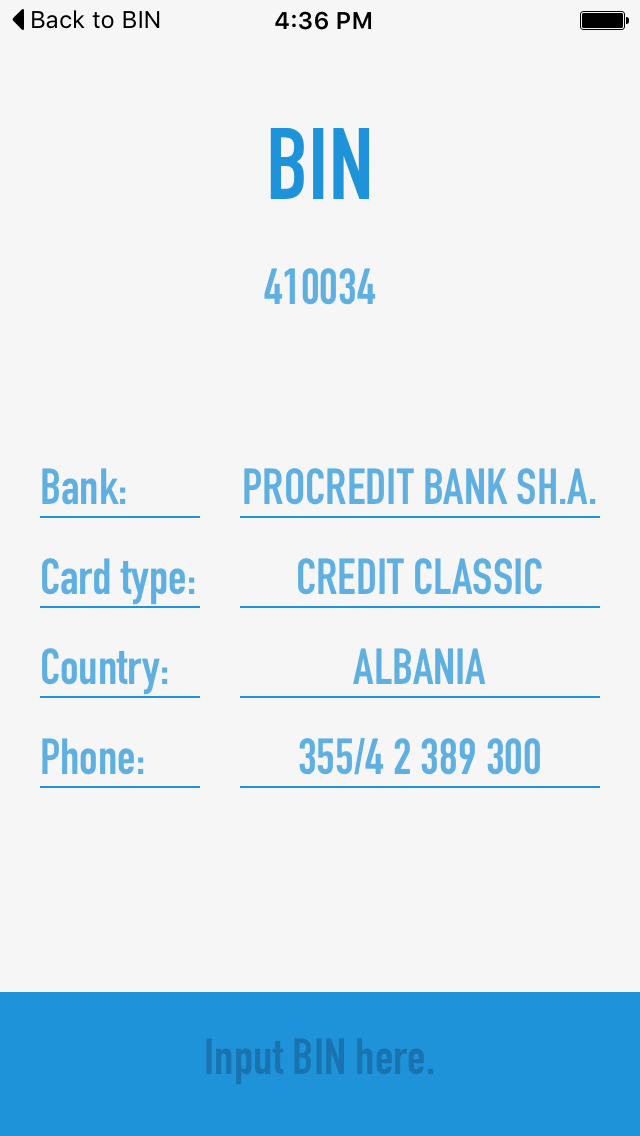 Back to BIN 4:36 PM
BIN
410034
Bank: PROCREDIT BANK SH.A.
Card type: CREDIT CLASSIC
Country: ALBANIA
Phone: 355/4 2 389 300
Input BIN here.